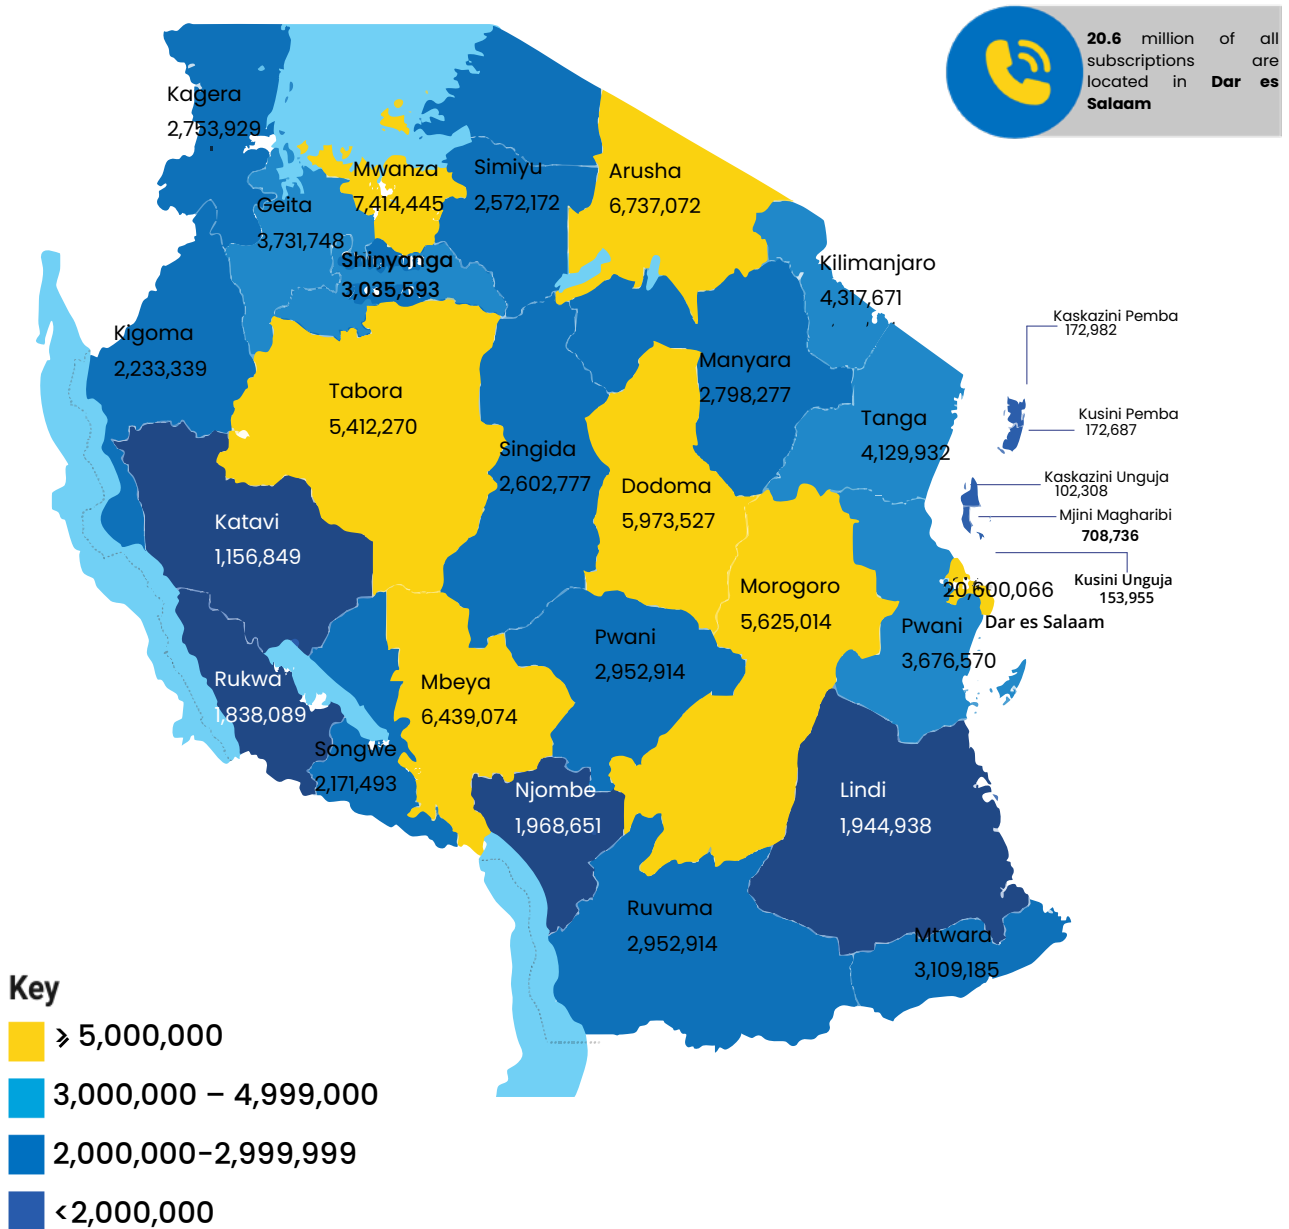 20.6 million of all
subscriptions are
located in Dar es
Salaam
Kagera
2,753,929
Mwanza
7,414,445
Simiyu
2,572,172
Arusha
6,737,072
Geita
3,731,748
Shinyanga
3,035,593
Kilimanjaro
4,317,671
Kigoma
2,233,339
Kaskazini Pemba
172,982
Tabora
5,412,270
Manyara
2,798,277
Tanga
4,129,932
Kusini Pemba
172,687
Singida
2,602,777
Dodoma
5,973,527
Kaskazini Unguja
102,308
Mjini Magharibi
708,736
Katavi
1,156,849
Morogoro
5,625,014
20,600,066
Dar es Salaam
Kusini Unguja
153,955
Pwani
2,952,914
Pwani
3,676,570
Rukwa
1,838,089
Mbeya
6,439,074
Songwe
2,171,493
Njombe
1,968,651
Lindi
1,944,938
Ruvuma
2,952,914
Mtwara
3,109,185
Key
⩾ 5,000,000
3,000,000 – 4,999,000
2,000,000-2,999,999
<2,000,000